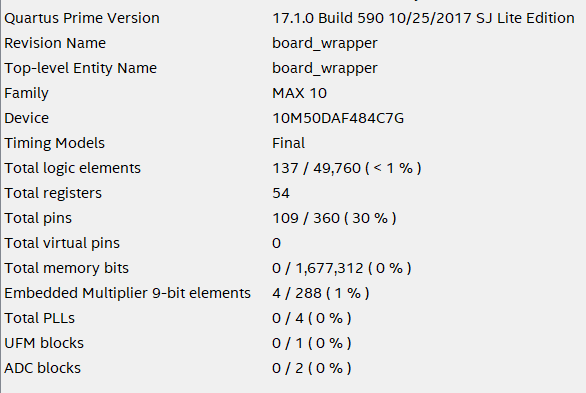 Quartus Prime Version 17.1.0 Build 590 10/25/2017 SJ Lite Edition
Revision Name board_wrapper
Top-level Entity Name board_wrapper
Family MAX 10
Device 10M50DAF484C7G
Timing Models Final
Total logic elements 137 / 49,760 ( < 1 % )
Total registers 54
Total pins 109 / 360 ( 30 % )
Total virtual pins 0
Total memory bits 0 / 1,677,312 ( 0 % )
Embedded Multiplier 9-bit elements 4 / 288 ( 1 % )
Total PLLs 0 / 4 ( 0 % )
UFM blocks 0 / 1 ( 0 % )
ADC blocks 0 / 2 ( 0 % )